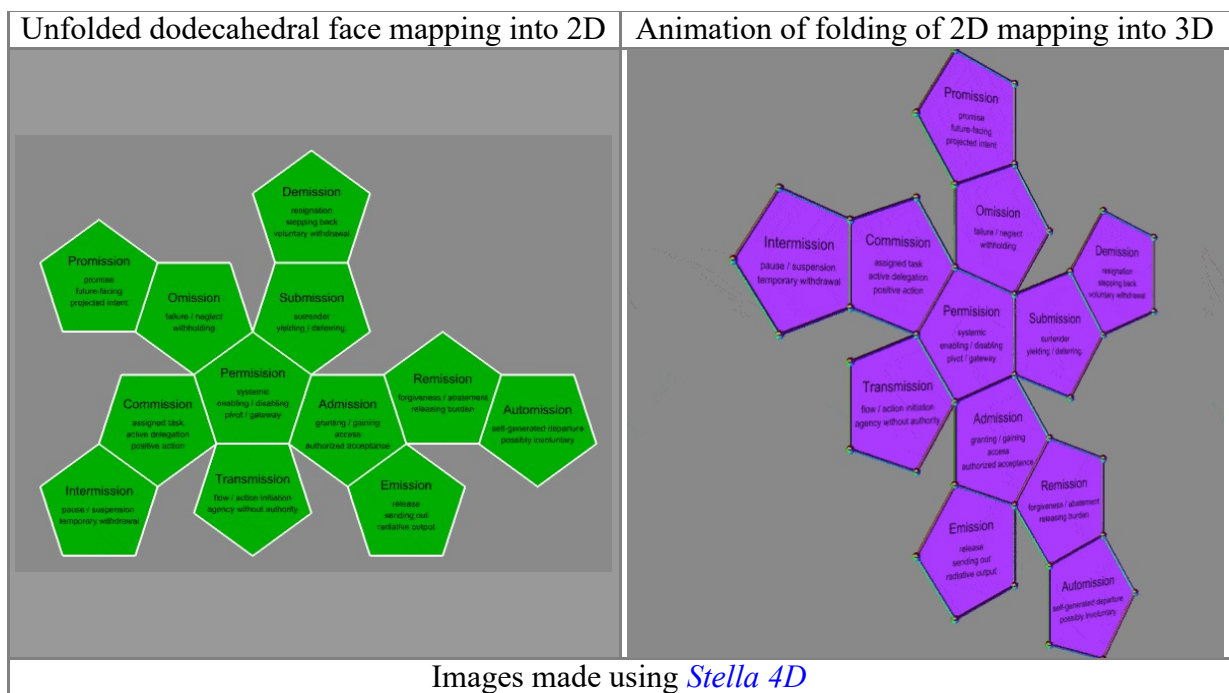 Unfolded dodecahedral face mapping into 2D
Animation of folding of 2D mapping into 3D
Demission
resignation
stepping back
voluntary withdrawal
Promission
promise
future-facing
projected intent
Omission
failure / neglect
withholding
Submission
surrender
yielding / deferring
Permisision
systemic
enabling / disabling
pivot / gateway
Remission
forgiveness / abatement
releasing burden
Commission
assigned task
active delegation
positive action
Admission
granting / gaining
access
authorized acceptance
Automission
self-generated departure
possibly involuntary
Intermission
pause / suspension
temporary withdrawal
Transmission
flow / action initiation
agency without authority
Emission
release
sending out
radiative output
Promission
promise
future-facing
projected intent
Omission
failure / neglect
withholding
Intermission
pause / suspension
temporary withdrawal
Commission
assigned task
active delegation
positive action
Demission
resignation
stepping back
voluntary withdrawal
Permisision
systemic
enabling / disabling
pivot / gateway
Submission
surrender
yielding / deferring
Transmission
flow / action initiation
agency without authority
Admission
granting / gaining
access
authorized acceptance
Remission
forgiveness / abatement
releasing burden
Emission
release
sending out
radiative output
Automission
self-generated departure
possibly involuntary
Images made using Stella 4D